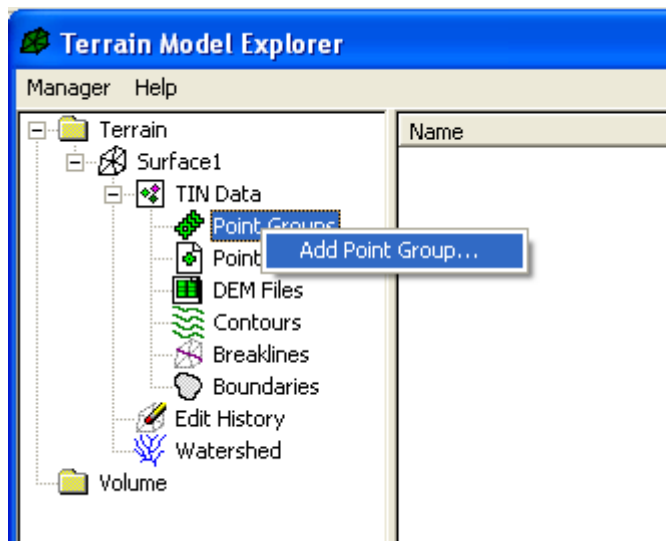 Terrain Model Explorer
Manager Help
Terrain
Name
Surface1
TIN Data
Point Groups
Add Point Group...
Point
DEM Files
Contours
Breaklines
Boundaries
Edit History
Watershed
Volume